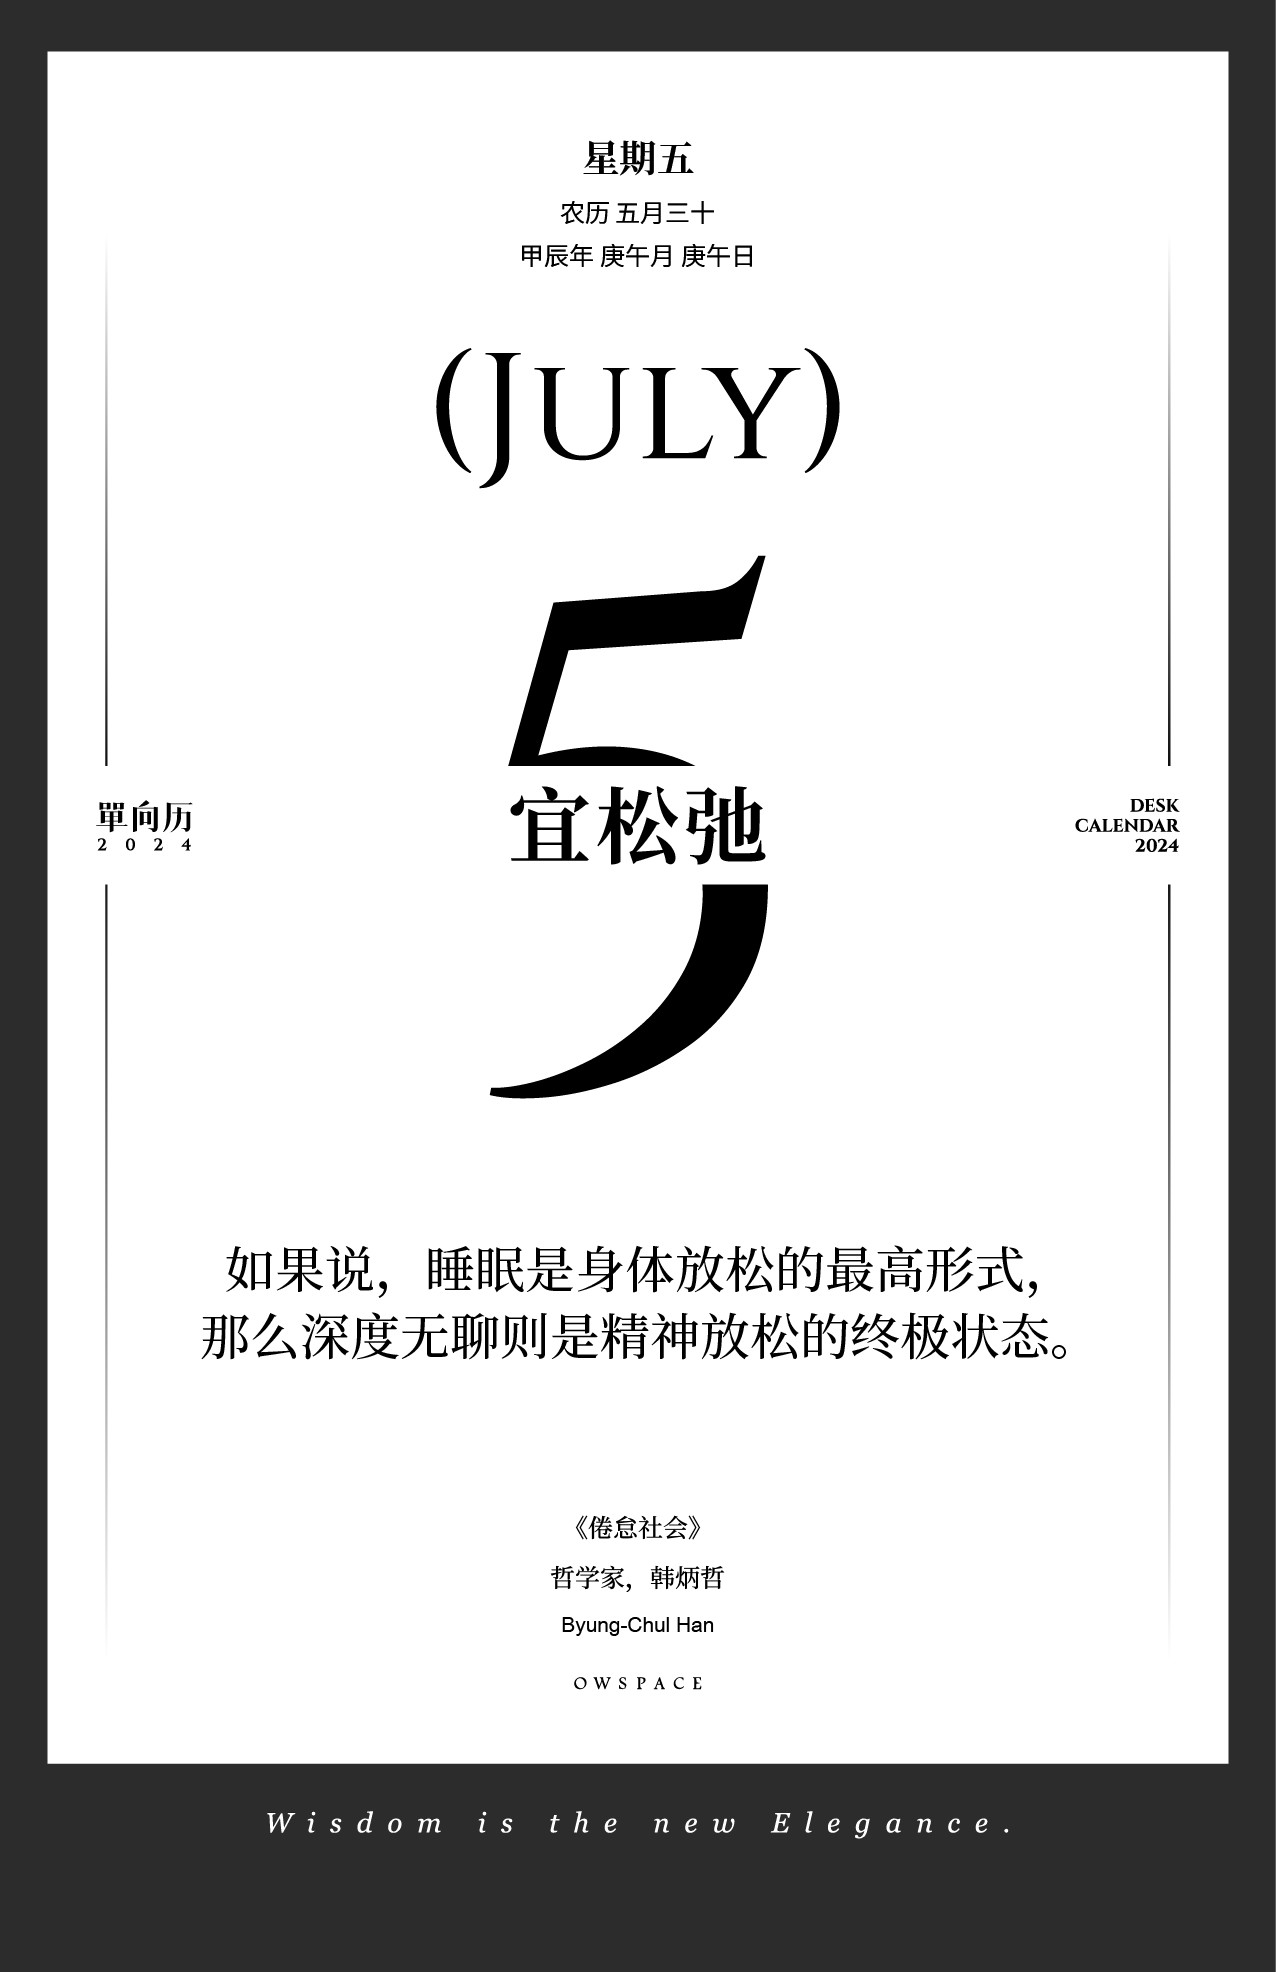 星期五
农历 五月三十
甲辰年 庚午月 庚午日
(JULY)
5
宜松弛
單向历
2024
DESK
CALENDAR
2024
如果说，睡眠是身体放松的最高形式，
那么深度无聊则是精神放松的终极状态。
《倦怠社会》
哲学家，韩炳哲
Byung-Chul Han
OWSPACE
Wisdom is the new Elegance.